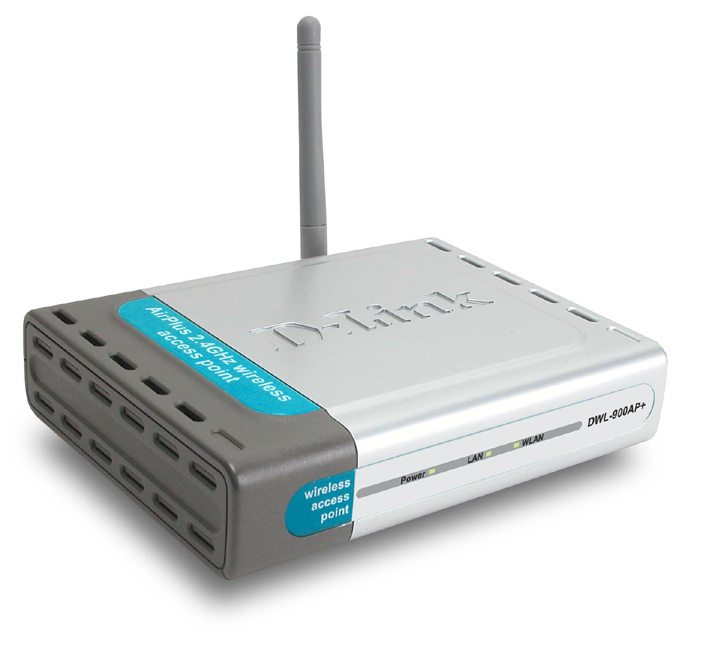 D-Link
AirPlus 2.4GHz wireless
access point
DWL-900AP+
Power
LAN
WLAN
wireless
access
point